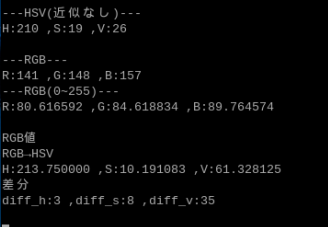 ---HSV(近似なし)---
H:210 ,S:19 ,V:26
---RGB---
R:141 ,G:148 ,B:157
---RGB(0~255)---
R:80.616592 ,G:84.618834 ,B:89.764574
RGB値
RGB→HSV
H:213.750000 ,S:10.191083 ,V:61.328125
差分
diff_h:3 ,diff_s:8 ,diff_v:35